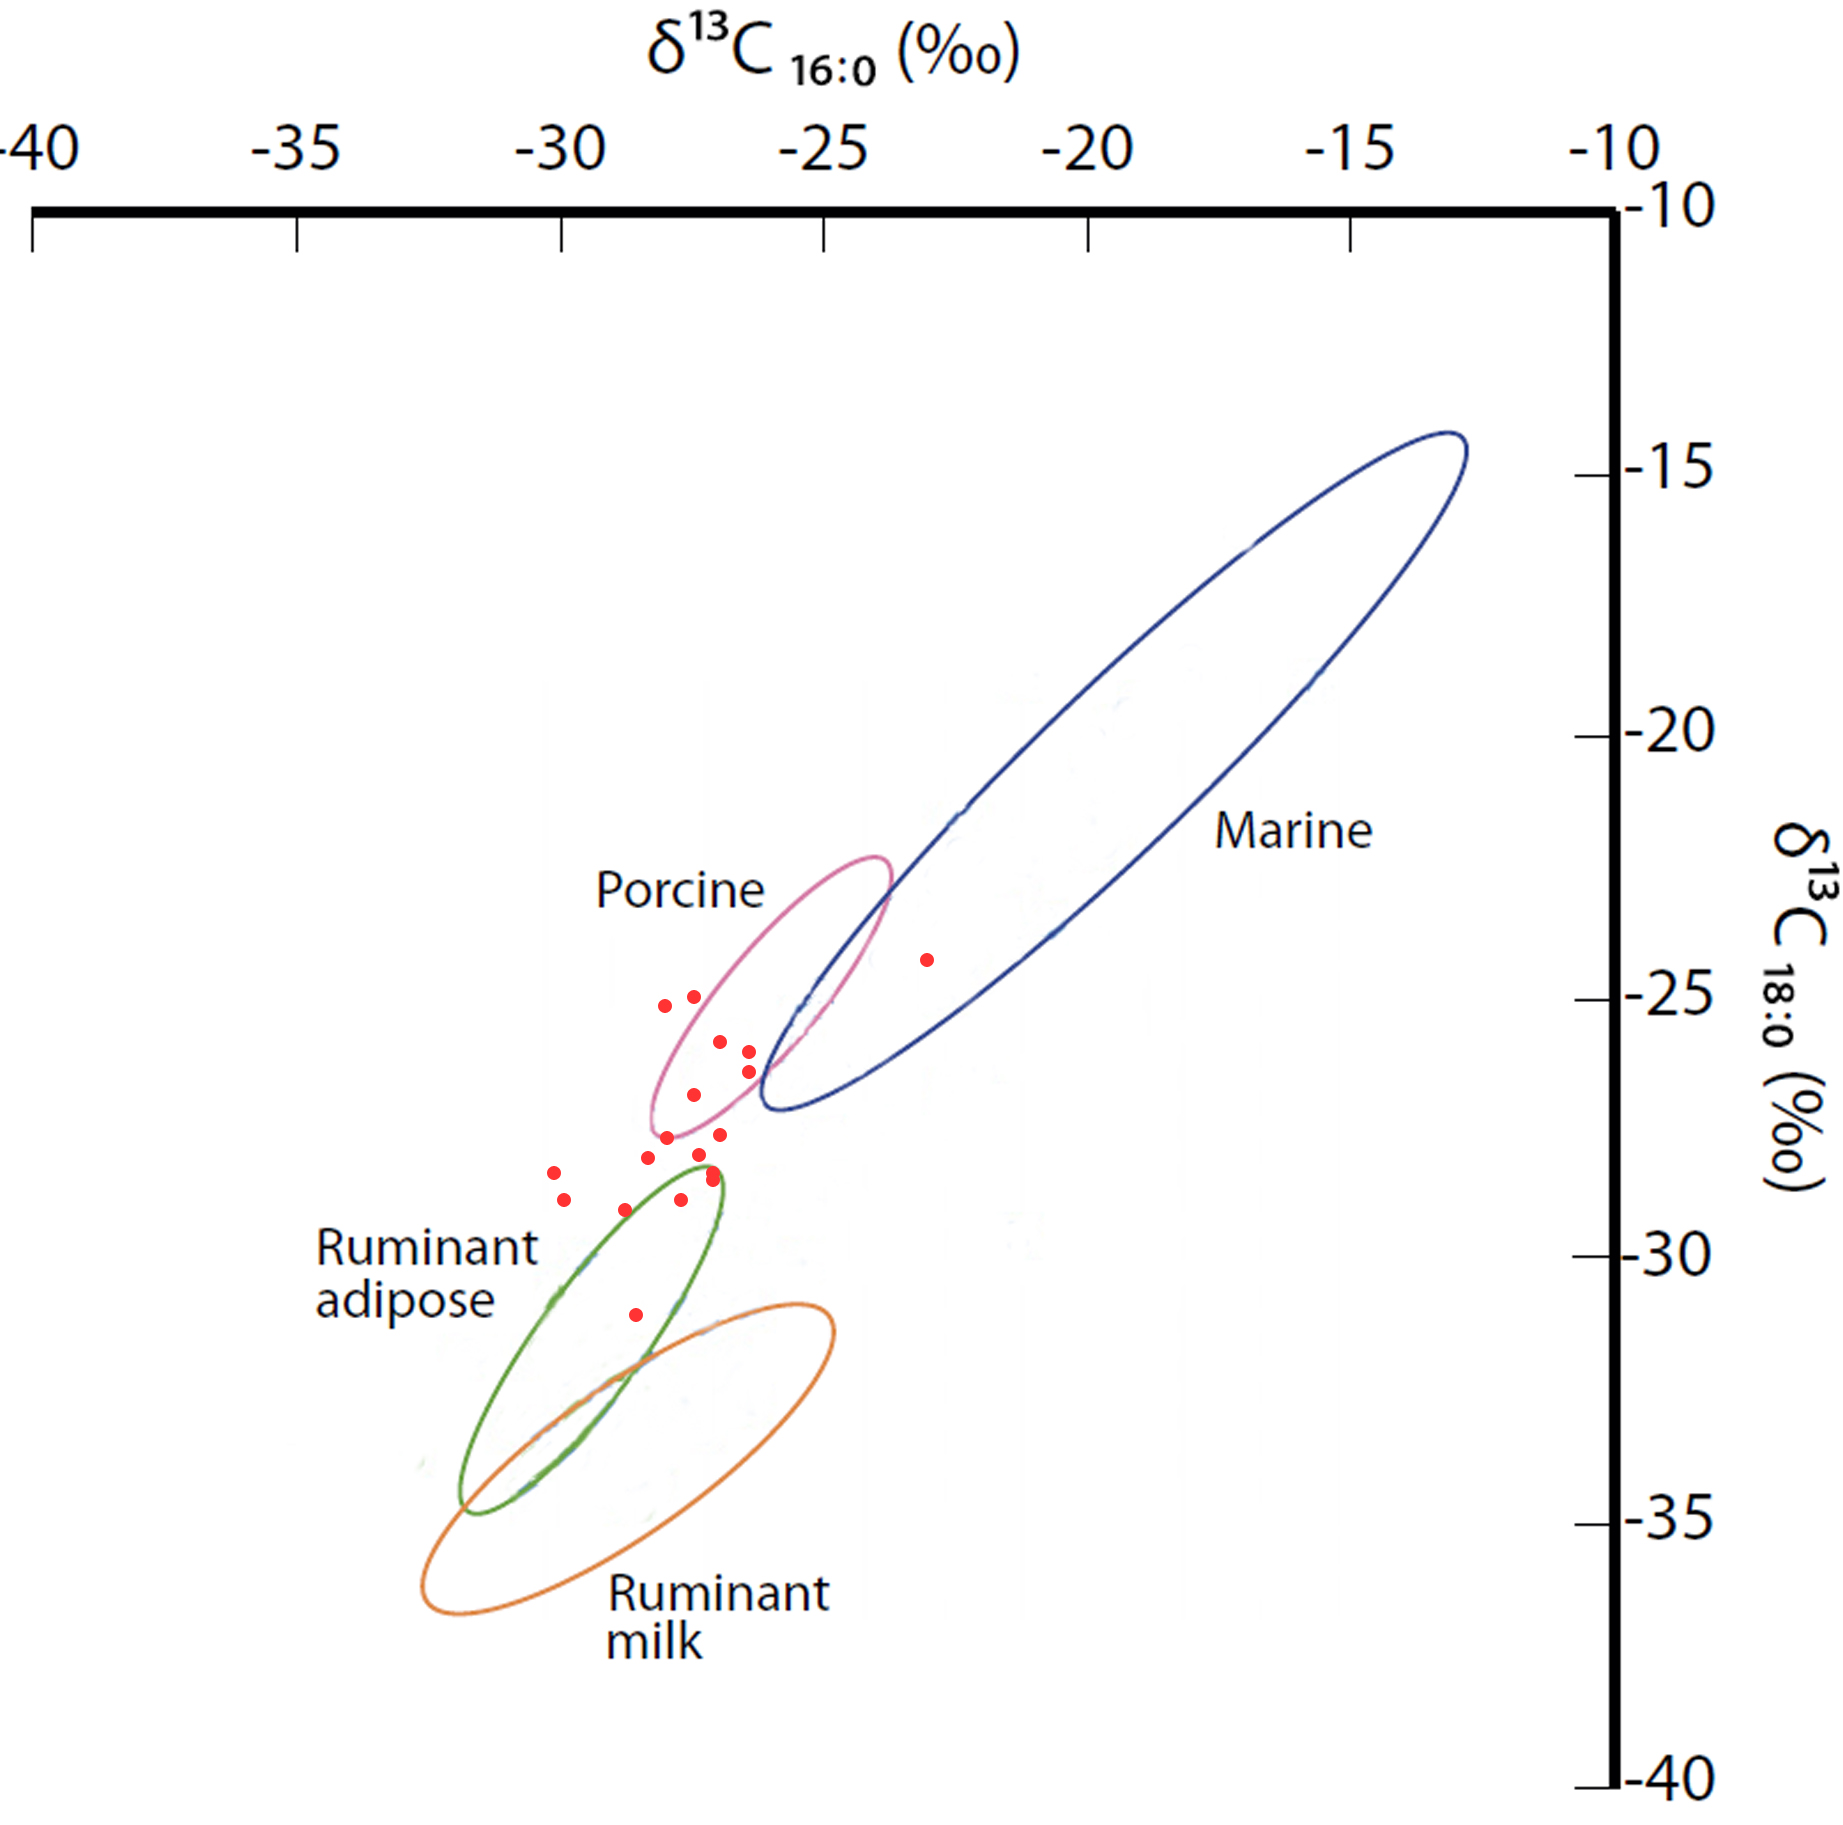 δ¹³C 16:0 (‰)
-40 -35 -30 -25 -20 -15 -10
-10
-15
-20
Marine
Porcine
-25
Ruminant
adipose
-30
-35
Ruminant
milk
-40
δ¹³C 18:0 (‰)